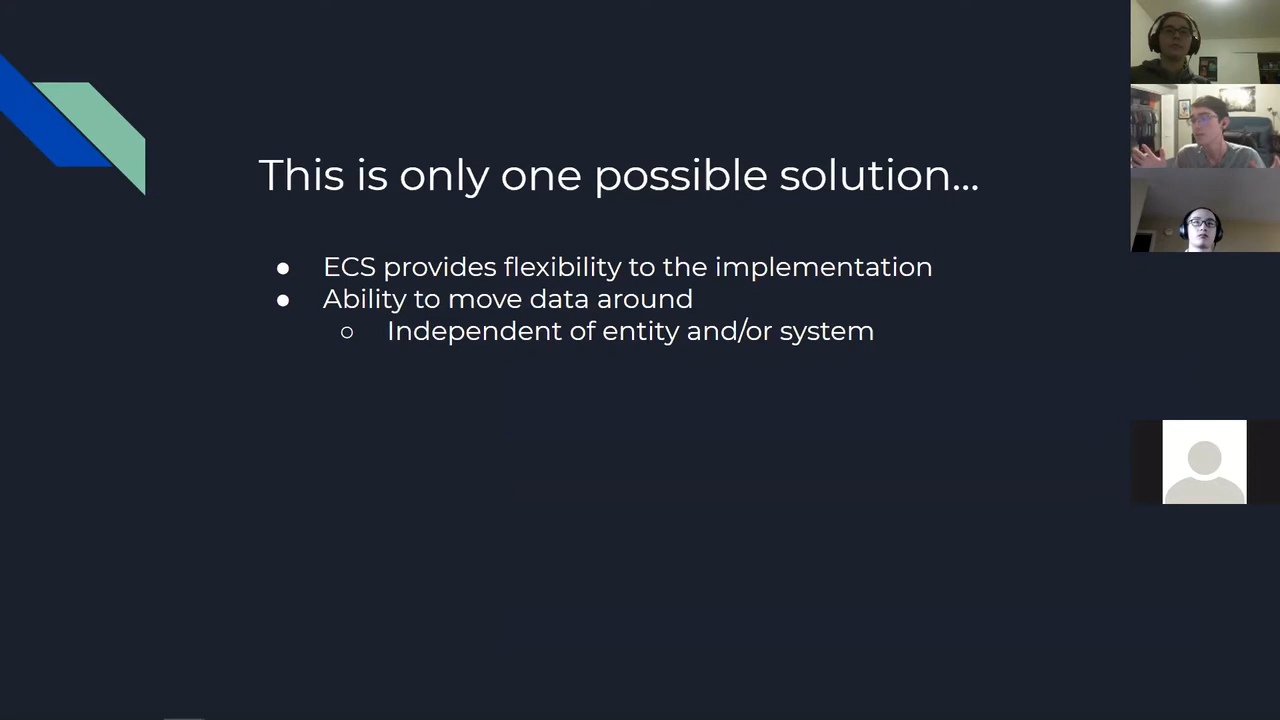 This is only one possible solution...
● ECS provides flexibility to the implementation
● Ability to move data around
○ Independent of entity and/or system